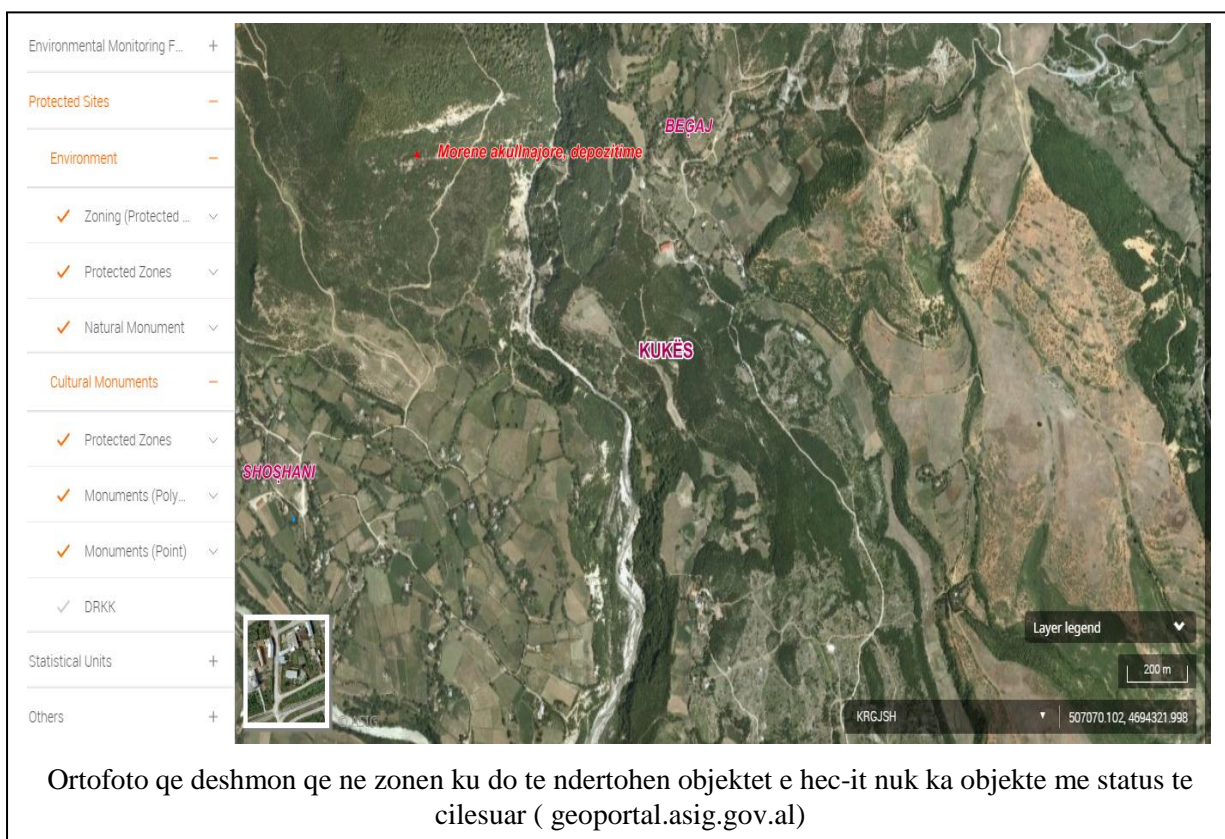 Environmental Monitoring F...
Protected Sites
Environment
Zoning (Protected ...
Protected Zones
Natural Monument
Cultural Monuments
Protected Zones
Monuments (Poly...
Monuments (Point)
DRKK
Statistical Units
Others
BEGAJ
Morene akullnajore, depozitime
KUKËS
SHOSHANI
© ASIG
Layer legend
200 m
KRGJSH
507070.102, 4694321.998
Ortofoto qe deshmon qe ne zonen ku do te ndertohen objektet e hec-it nuk ka objekte me status te
cilesuar ( geoportal.asig.gov.al)